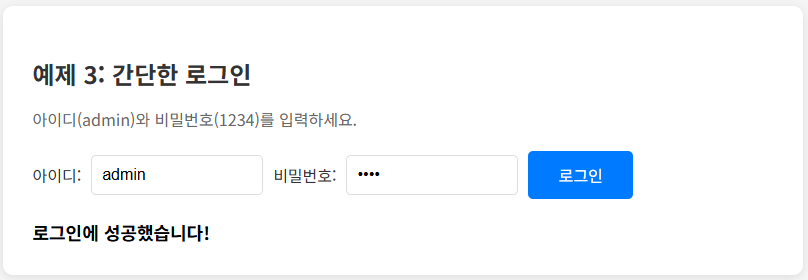 예제 3: 간단한 로그인
아이디(admin)와 비밀번호(1234)를 입력하세요.
아이디: admin 비밀번호: •••• 로그인
로그인에 성공했습니다!